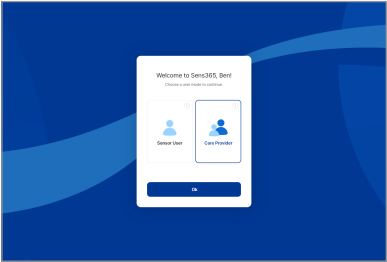 Welcome to Sens365, Ben!
Choose a user mode to continue
Sensor User
Care Provider
Ok